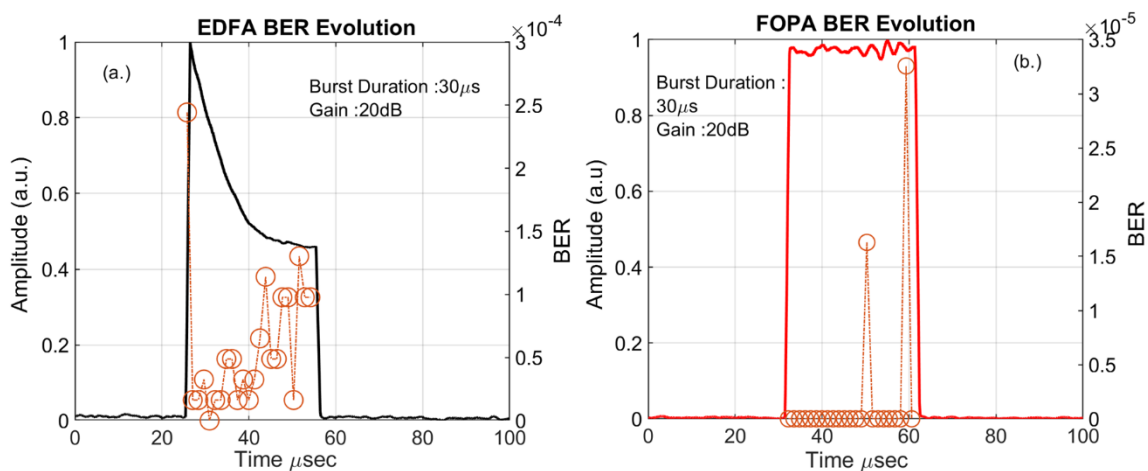 EDFA BER Evolution
×10⁻⁴
(a.)
Burst Duration :30μs
Gain :20dB
Amplitude (a.u.)
1
0.8
0.6
0.4
0.2
0
3
2.5
2
1.5
1
0.5
0
BER
0 20 40 60 80 100
Time μsec
FOPA BER Evolution
×10⁻⁵
(b.)
Burst Duration :
30μs
Gain :20dB
Amplitude (a.u)
1
0.8
0.6
0.4
0.2
0
3.5
3
2.5
2
1.5
1
0.5
0
BER
0 20 40 60 80 100
Time μsec